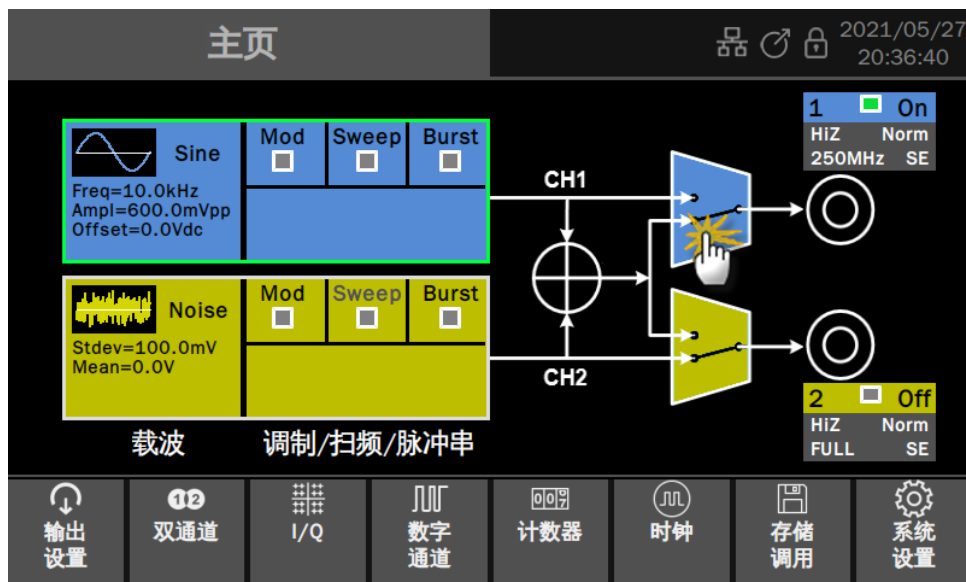 主页
2021/05/27
20:36:40
Sine
Freq=10.0kHz
Ampl=600.0mVpp
Offset=0.0Vdc
Mod
Sweep
Burst
CH1
1 On
HiZ Norm
250MHz SE
Noise
Stdev=100.0mV
Mean=0.0V
Mod
Sweep
Burst
CH2
2 Off
HiZ Norm
FULL SE
载波
调制/扫频/脉冲串
输出
设置
12
双通道
I/Q
数字
通道
007
计数器
时钟
存储
调用
系统
设置